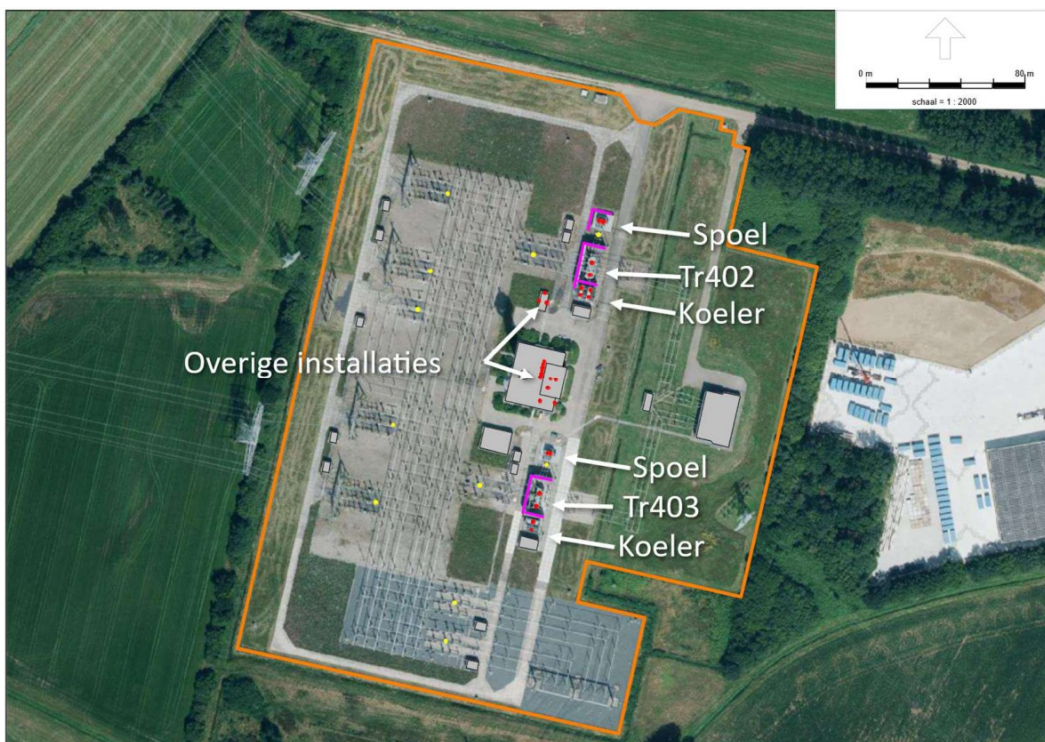 0 m 80 m
schaal = 1 : 2000
Spoel
Tr402
Koeler
Overige installaties
Spoel
Tr403
Koeler